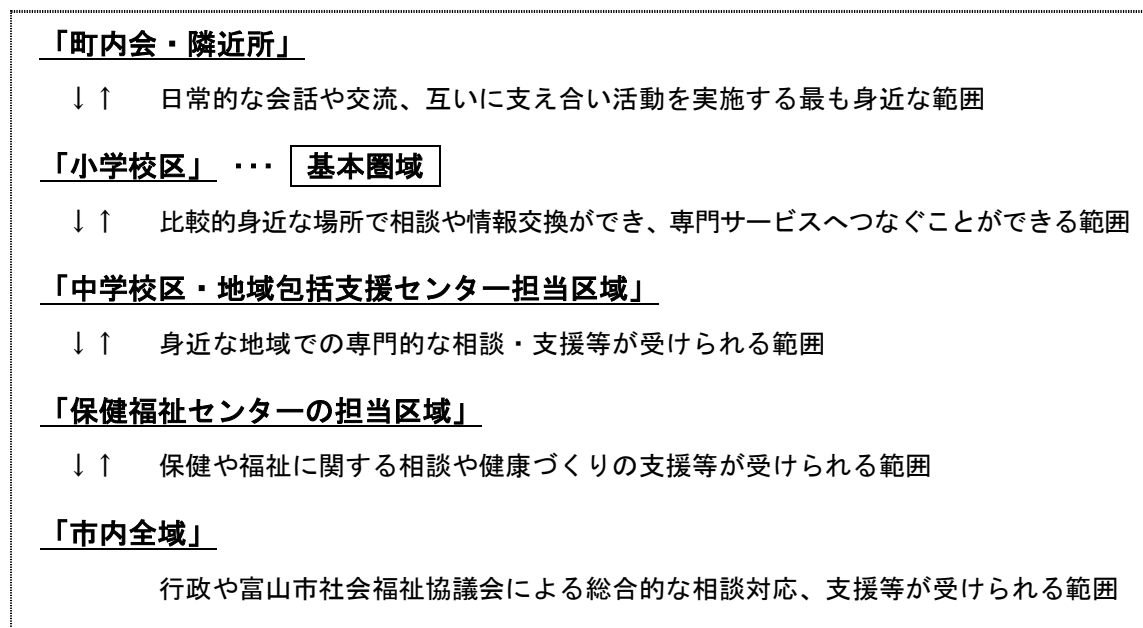 「町内会・隣近所」
↓↑　日常的な会話や交流、互いに支え合い活動を実施する最も身近な範囲
「小学校区」 ･･･ 基本圏域
↓↑　比較的身近な場所で相談や情報交換ができ、専門サービスへつなぐことができる範囲
「中学校区・地域包括支援センター担当区域」
↓↑　身近な地域での専門的な相談・支援等が受けられる範囲
「保健福祉センターの担当区域」
↓↑　保健や福祉に関する相談や健康づくりの支援等が受けられる範囲
「市内全域」
行政や富山市社会福祉協議会による総合的な相談対応、支援等が受けられる範囲